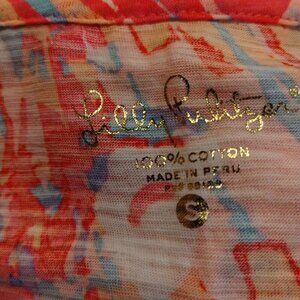 Lilly Pulitzer®
100% COTTON
MADE IN PERU
S